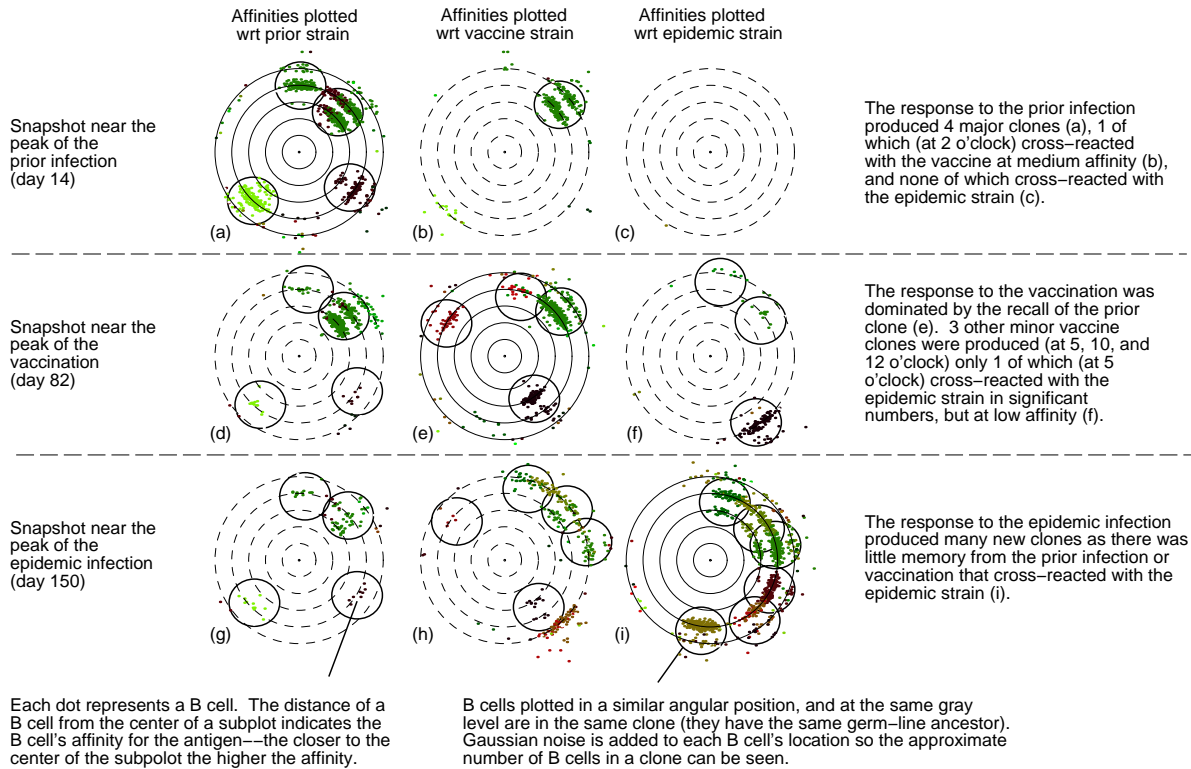 Affinities plotted
wrt prior strain
Affinities plotted
wrt vaccine strain
Affinities plotted
wrt epidemic strain
Snapshot near the
peak of the
prior infection
(day 14)
(a)
(b)
(c)
The response to the prior infection
produced 4 major clones (a), 1 of
which (at 2 o'clock) cross−reacted
with the vaccine at medium affinity (b),
and none of which cross−reacted with
the epidemic strain (c).
Snapshot near the
peak of the
vaccination
(day 82)
(d)
(e)
(f)
The response to the vaccination was
dominated by the recall of the prior
clone (e).  3 other minor vaccine
clones were produced (at 5, 10, and
12 o'clock) only 1 of which (at 5
o'clock) cross−reacted with the
epidemic strain in significant
numbers, but at low affinity (f).
Snapshot near the
peak of the
epidemic infection
(day 150)
(g)
(h)
(i)
The response to the epidemic infection
produced many new clones as there was
little memory from the prior infection or
vaccination that cross−reacted with the
epidemic strain (i).
Each dot represents a B cell.  The distance of a
B cell from the center of a subplot indicates the
B cell's affinity for the antigen−−the closer to the
center of the subpolot the higher the affinity.
B cells plotted in a similar angular position, and at the same gray
level are in the same clone (they have the same germ−line ancestor).
Gaussian noise is added to each B cell's location so the approximate
number of B cells in a clone can be seen.